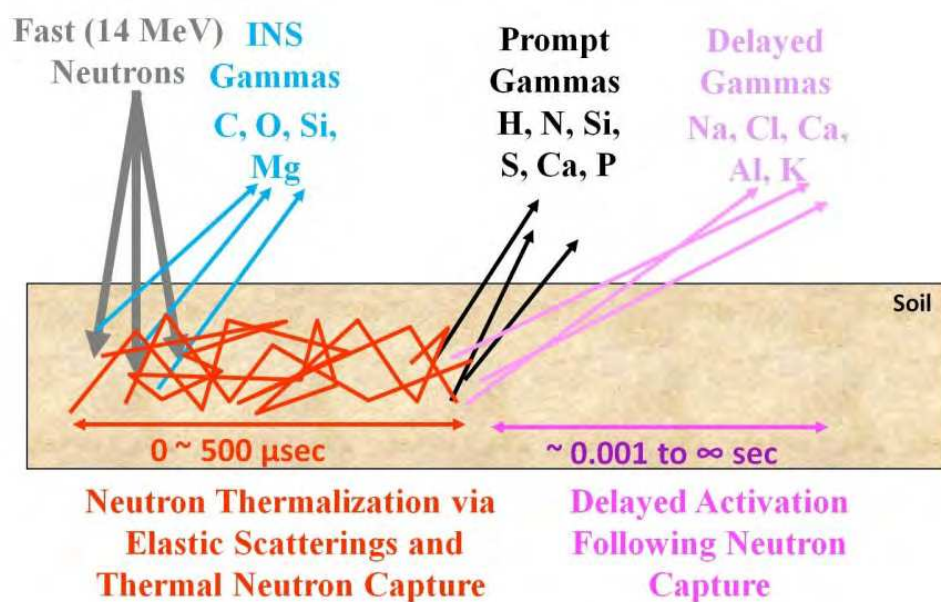 Fast (14 MeV)
Neutrons
INS
Gammas
C, O, Si,
Mg
Prompt
Gammas
H, N, Si,
S, Ca, P
Delayed
Gammas
Na, Cl, Ca,
Al, K
Soil
0 ~ 500 µsec
~ 0.001 to ∞ sec
Neutron Thermalization via
Elastic Scatterings and
Thermal Neutron Capture
Delayed Activation
Following Neutron
Capture